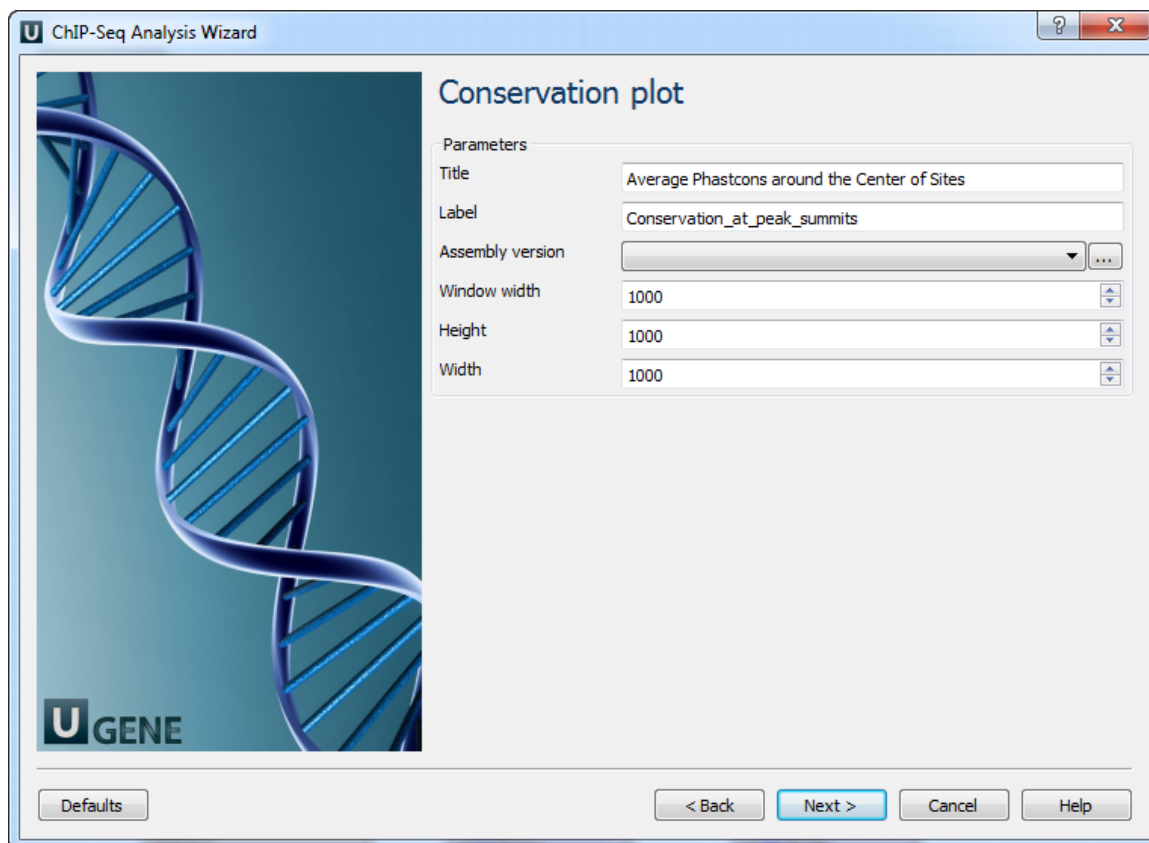 U ChIP-Seq Analysis Wizard
Conservation plot
Parameters
Title Average Phastcons around the Center of Sites
Label Conservation_at_peak_summits
Assembly version ...
Window width 1000
Height 1000
Width 1000
U GENE
Defaults < Back Next > Cancel Help